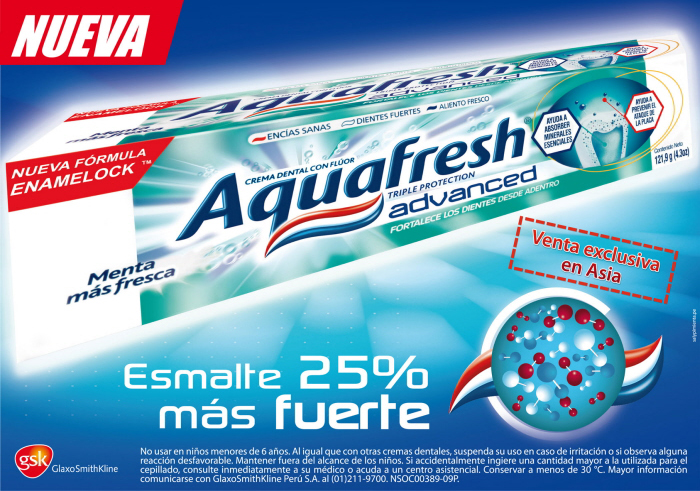 NUEVA
NUEVA FÓRMULA
ENAMELOCK™
Menta
más fresca
ENCÍAS SANAS
DIENTES FUERTES
ALIENTO FRESCO
CREMA DENTAL CON FLÚOR
Aquafresh®
TRIPLE PROTECTION
advanced
FORTALECE LOS DIENTES DESDE ADENTRO
AYUDA A
ABSORBER
MINERALES
ESENCIALES
AYUDA A
PREVENIR EL
ATAQUE DE
LA PLACA
Contenido Neto
121,9 g (4.3oz)
Venta exclusiva
en Asia
Esmalte 25%
más fuerte
gsk
GlaxoSmithKline
No usar en niños menores de 6 años. Al igual que con otras cremas dentales, suspenda su uso en caso de irritación o si observa alguna
reacción desfavorable. Mantener fuera del alcance de los niños. Si accidentalmente ingiere una cantidad mayor a la utilizada para el
cepillado, consulte inmediatamente a su médico o acuda a un centro asistencial. Conservar a menos de 30 °C. Mayor información
comunicarse con GlaxoSmithKline Perú S.A. al (01)211-9700. NSOC00389-09P.